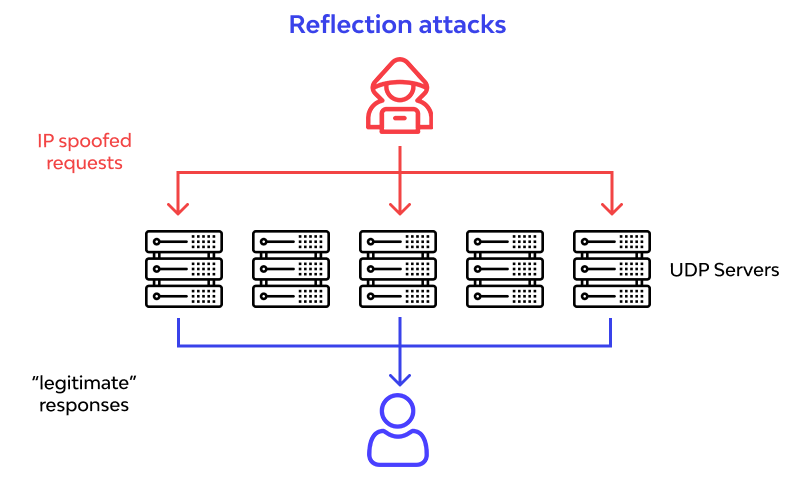 Reflection attacks
IP spoofed
requests
UDP Servers
“legitimate”
responses